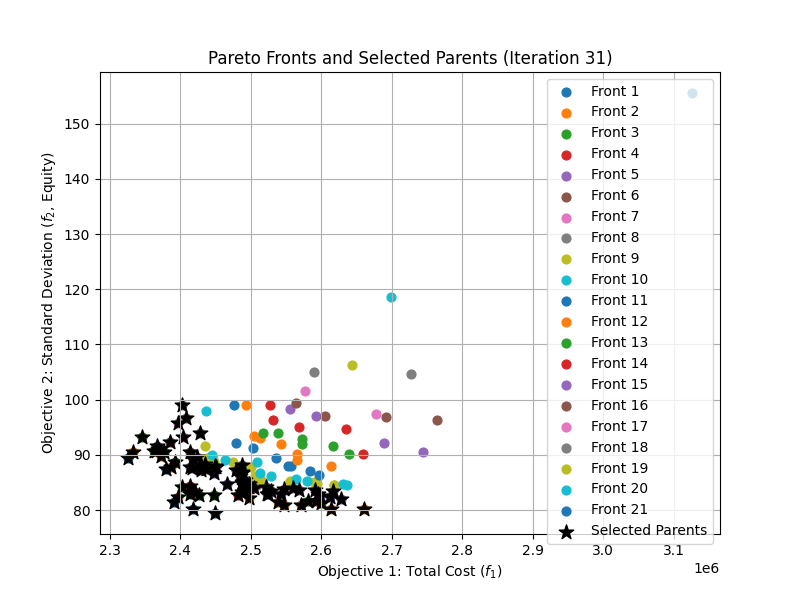 Pareto Fronts and Selected Parents (Iteration 31)
Objective 2: Standard Deviation (f2, Equity)
150
140
130
120
110
100
90
80
2.3 2.4 2.5 2.6 2.7 2.8 2.9 3.0 3.1
1e6
Objective 1: Total Cost (f1)
Front 1
Front 2
Front 3
Front 4
Front 5
Front 6
Front 7
Front 8
Front 9
Front 10
Front 11
Front 12
Front 13
Front 14
Front 15
Front 16
Front 17
Front 18
Front 19
Front 20
Front 21
Selected Parents